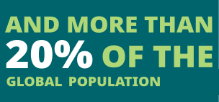 AND MORE THAN
20% OF THE
GLOBAL POPULATION